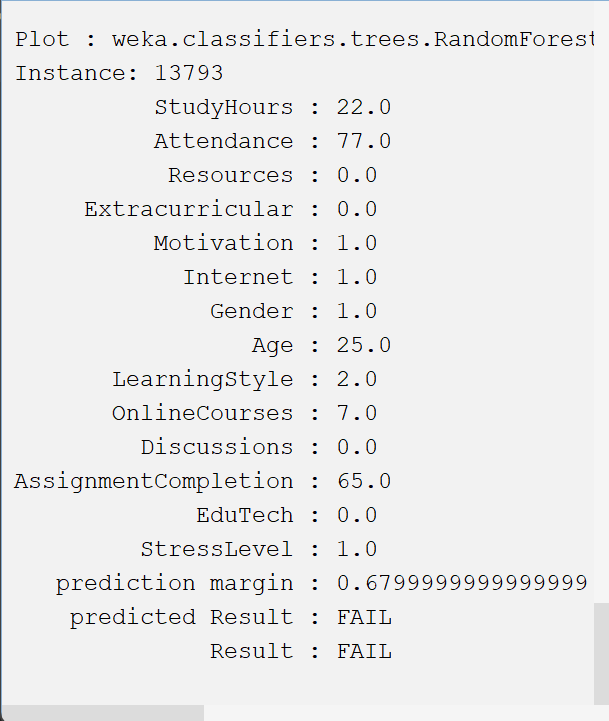 Plot : weka.classifiers.trees.RandomForest
Instance: 13793
StudyHours : 22.0
Attendance : 77.0
Resources : 0.0
Extracurricular : 0.0
Motivation : 1.0
Internet : 1.0
Gender : 1.0
Age : 25.0
LearningStyle : 2.0
OnlineCourses : 7.0
Discussions : 0.0
AssignmentCompletion : 65.0
EduTech : 0.0
StressLevel : 1.0
prediction margin : 0.6799999999999999
predicted Result : FAIL
Result : FAIL